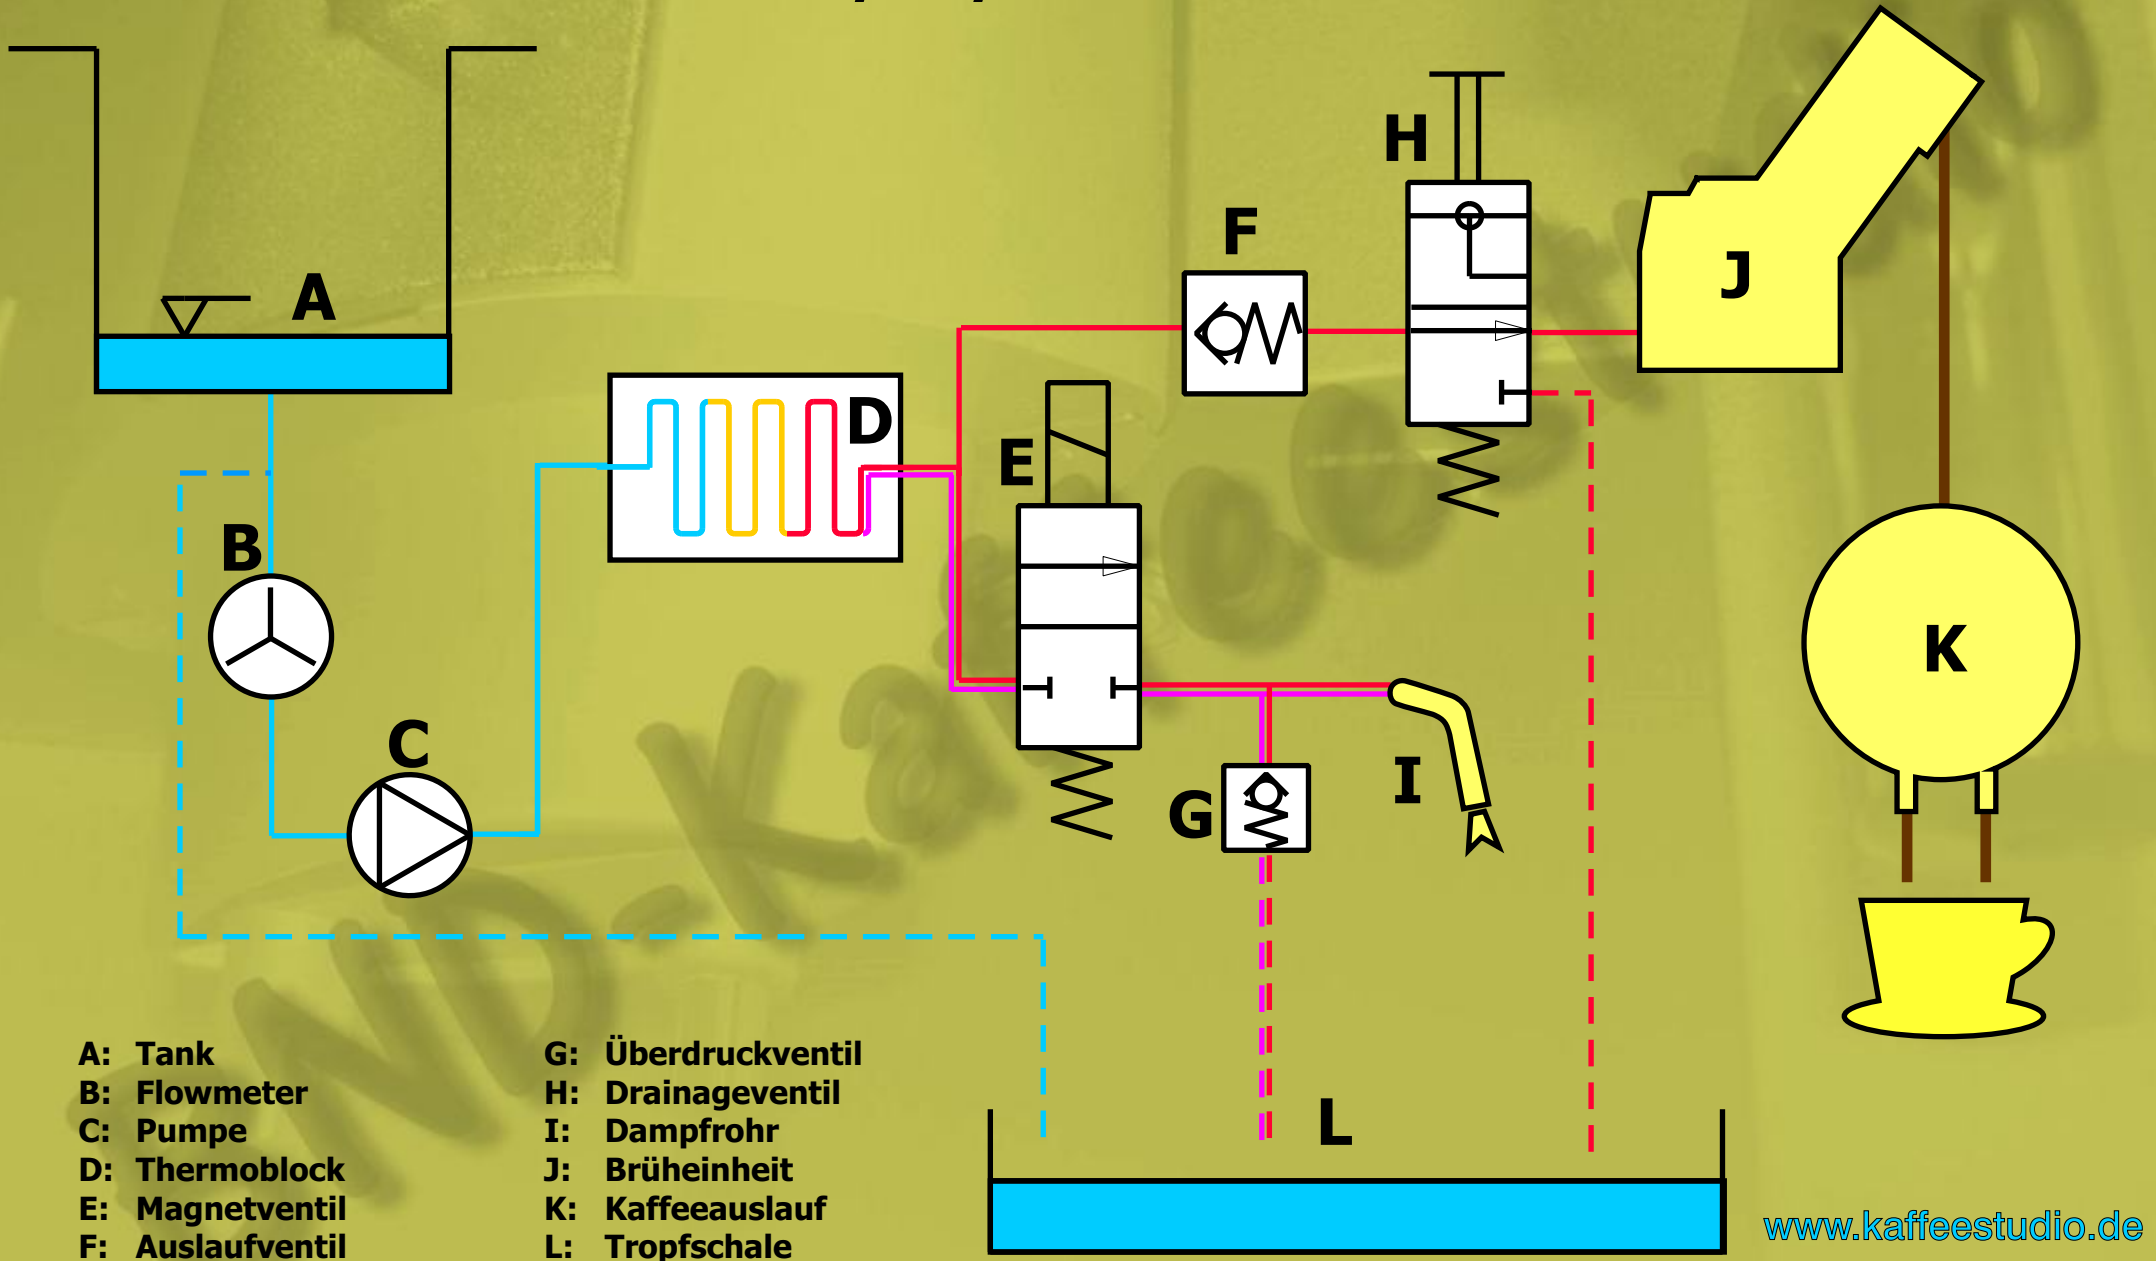 H
F
A
J
D
E
B
K
C
I
G
L
A: Tank
B: Flowmeter
C: Pumpe
D: Thermoblock
E: Magnetventil
F: Auslaufventil
G: Überdruckventil
H: Drainageventil
I: Dampfrohr
J: Brüheinheit
K: Kaffeeauslauf
L: Tropfschale
www.kaffeestudio.de